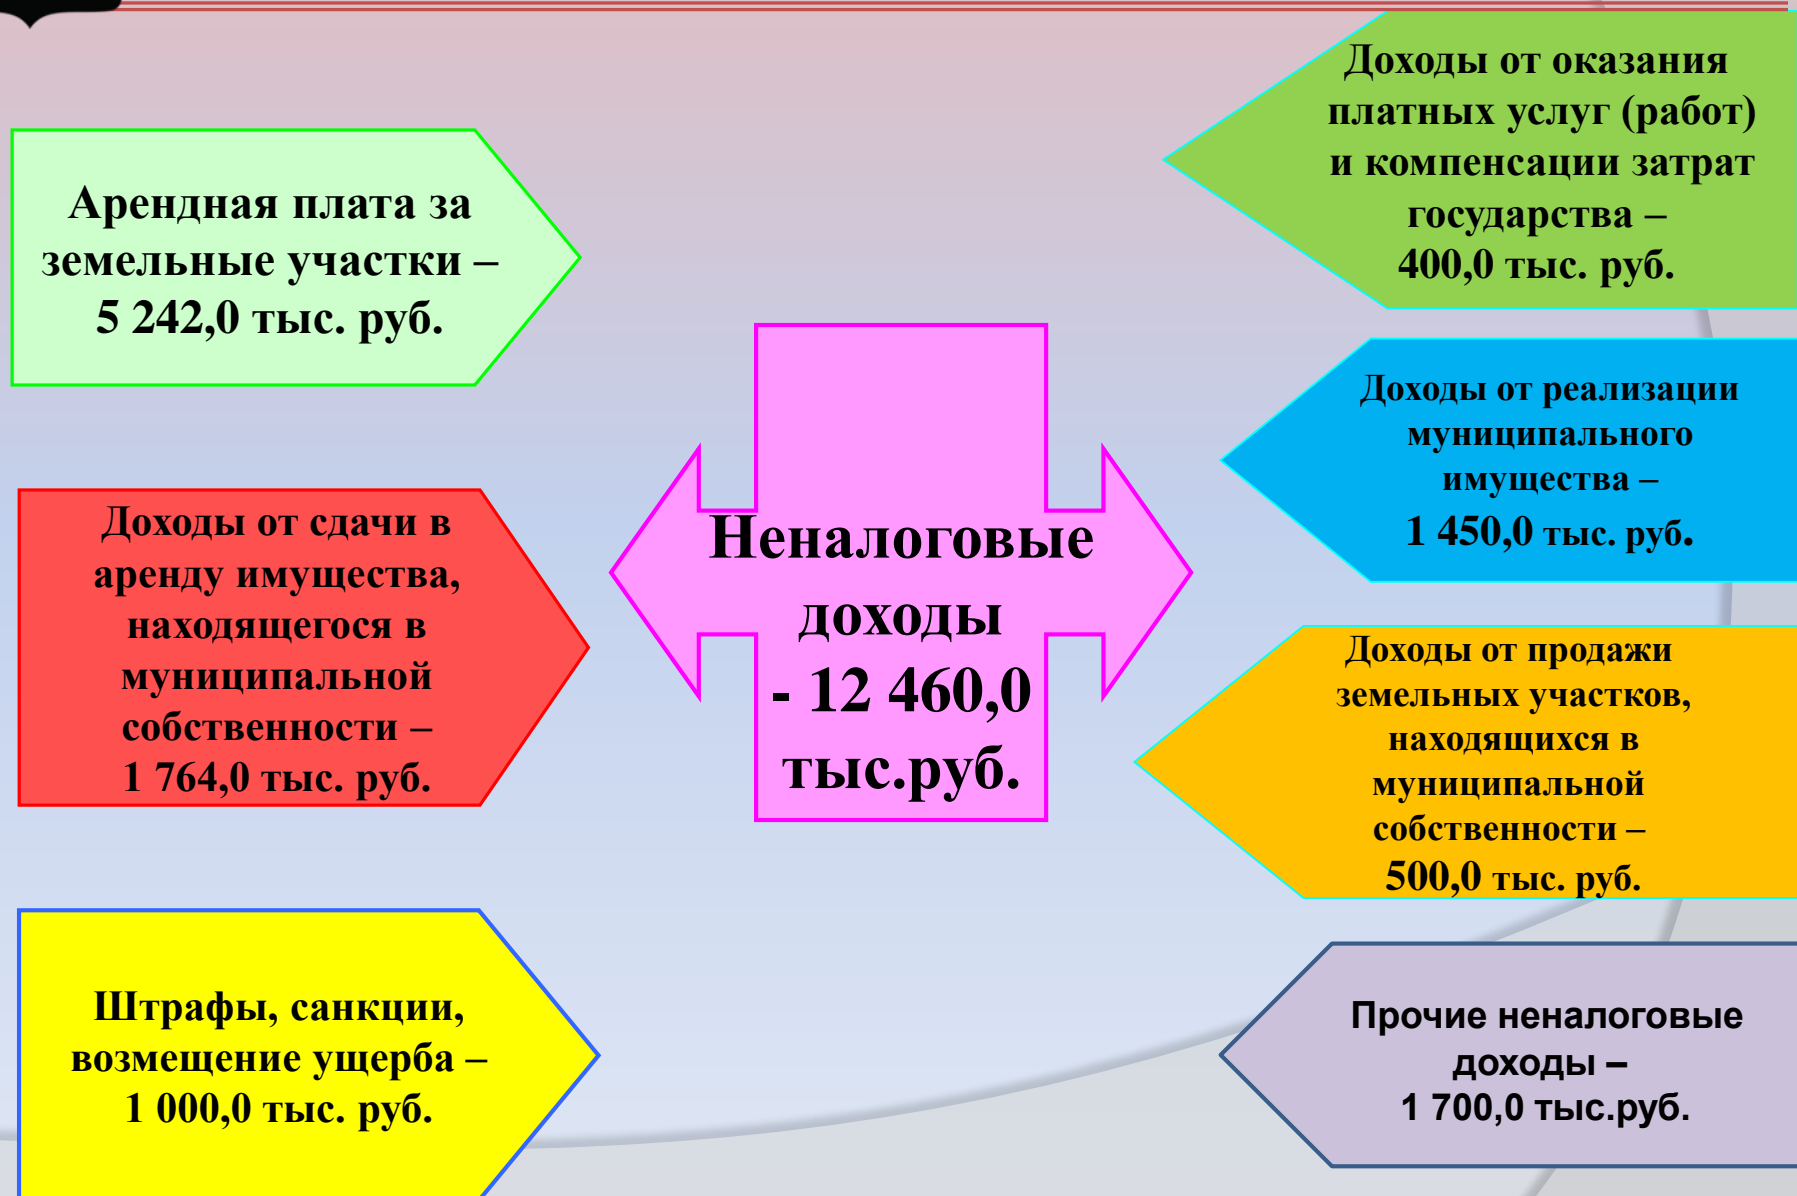 Арендная плата за
земельные участки –
5 242,0 тыс. руб.
Доходы от сдачи в
аренду имущества,
находящегося в
муниципальной
собственности –
1 764,0 тыс. руб.
Штрафы, санкции,
возмещение ущерба –
1 000,0 тыс. руб.
Неналоговые
доходы
- 12 460,0
тыс.руб.
Доходы от оказания
платных услуг (работ)
и компенсации затрат
государства –
400,0 тыс. руб.
Доходы от реализации
муниципального
имущества –
1 450,0 тыс. руб.
Доходы от продажи
земельных участков,
находящихся в
муниципальной
собственности –
500,0 тыс. руб.
Прочие неналоговые
доходы –
1 700,0 тыс.руб.